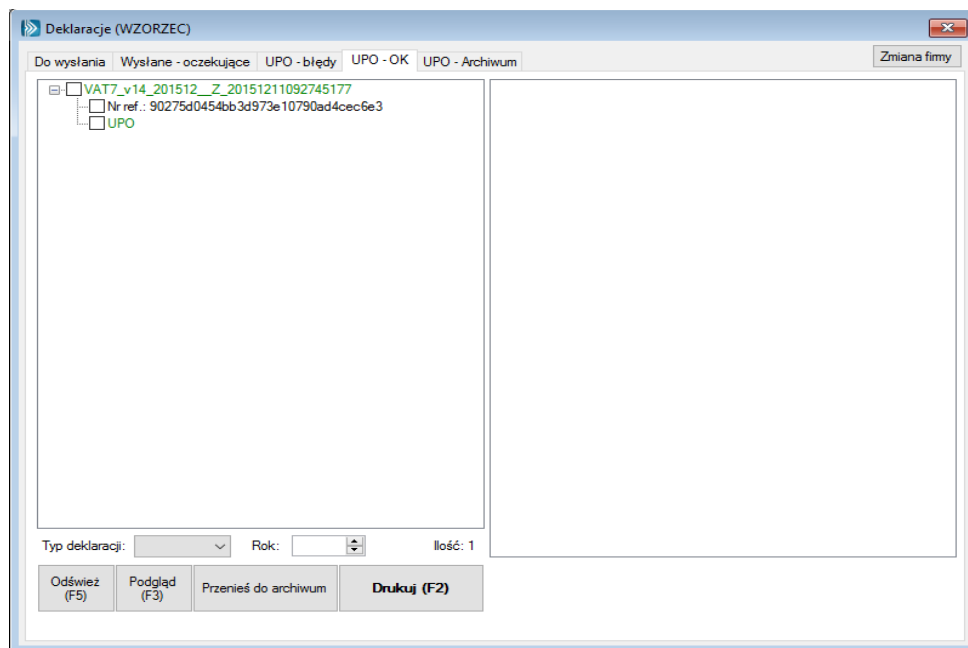 Deklaracje (WZORZEC)
Do wysłania Wysłane - oczekujące UPO - błędy UPO - OK UPO - Archiwum Zmiana firmy
VAT7_v14_201512__Z_20151211092745177
Nr ref.: 90275d0454bb3d973e10790ad4cec6e3
UPO
Typ deklaracji: Rok: Ilość: 1
Odśwież (F5) Podgląd (F3) Przenieś do archiwum Drukuj (F2)